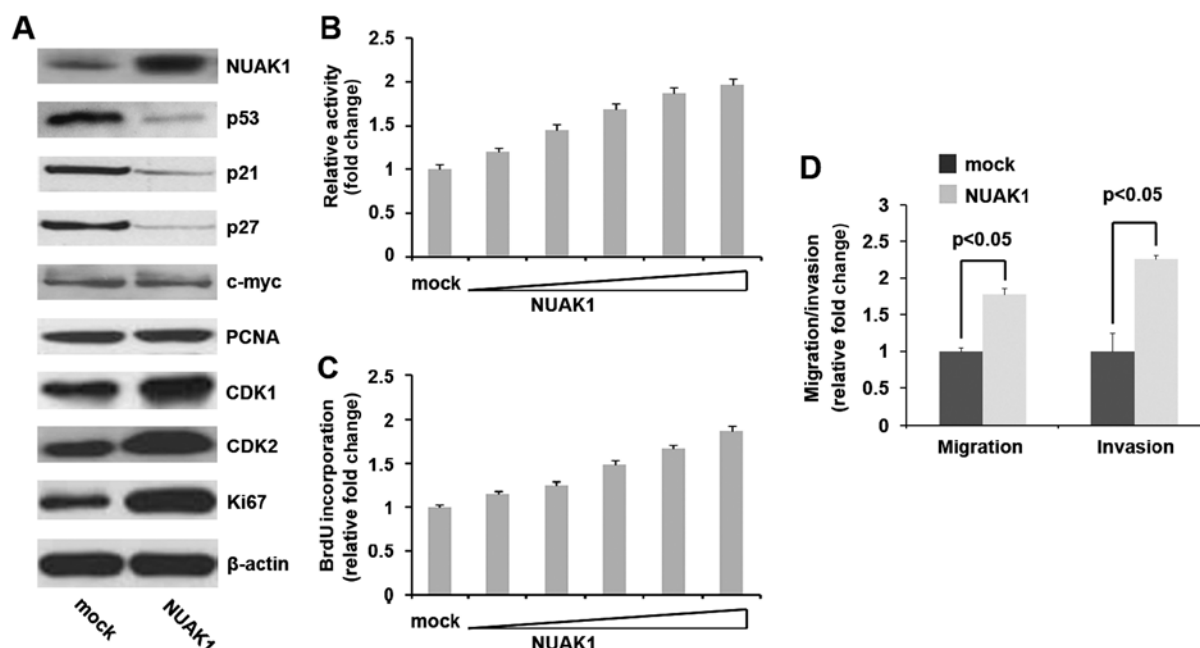 A
NUAK1
p53
p21
p27
c-myc
PCNA
CDK1
CDK2
Ki67
β-actin
mock
NUAK1
B
Relative activity
(fold change)
2.5
2
1.5
1
0.5
0
mock
NUAK1
C
BrdU incorporation
(relative fold change)
2.5
2
1.5
1
0.5
0
mock
NUAK1
D
mock
NUAK1
Migration/invasion
(relative fold change)
3
2.5
2
1.5
1
0.5
0
p<0.05
p<0.05
Migration
Invasion